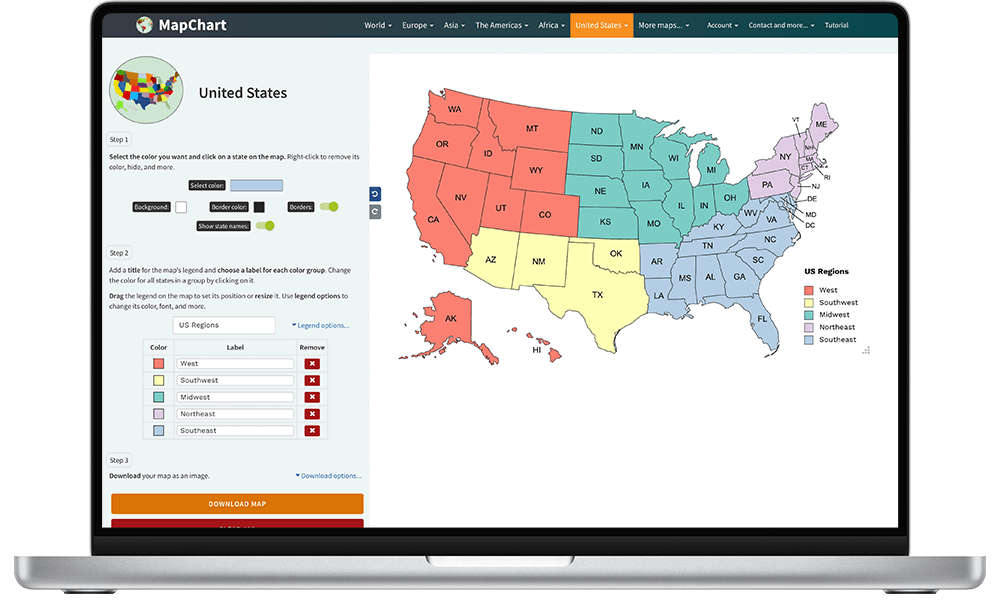 MapChart
World
Europe
Asia
The Americas
Africa
United States
More maps...
Account
Contact and more...
Tutorial
United States
Step 1
Select the color you want and click on a state on the map. Right-click to remove its
color, hide, and more.
Select color:
Background:
Border color:
Borders:
Show state names:
Step 2
Add a title for the map's legend and choose a label for each color group. Change
the color for all states in a group by clicking on it.
Drag the legend on the map to set its position or resize it. Use legend options to
change its color, font, and more.
US Regions
Legend options...
Color Label Remove
West
Southwest
Midwest
Northeast
Southeast
Step 3
Download your map as an image.
Download options...
DOWNLOAD MAP
WA
OR
ID
MT
WY
NV
UT
CO
CA
AZ
NM
OK
TX
ND
SD
NE
KS
MN
IA
MO
WI
IL
IN
MI
OH
KY
WV
VA
TN
NC
SC
AR
MS
AL
GA
LA
FL
PA
NY
VT
NH
ME
MA
CT
RI
NJ
DE
MD
DC
AK
HI
US Regions
West
Southwest
Midwest
Northeast
Southeast